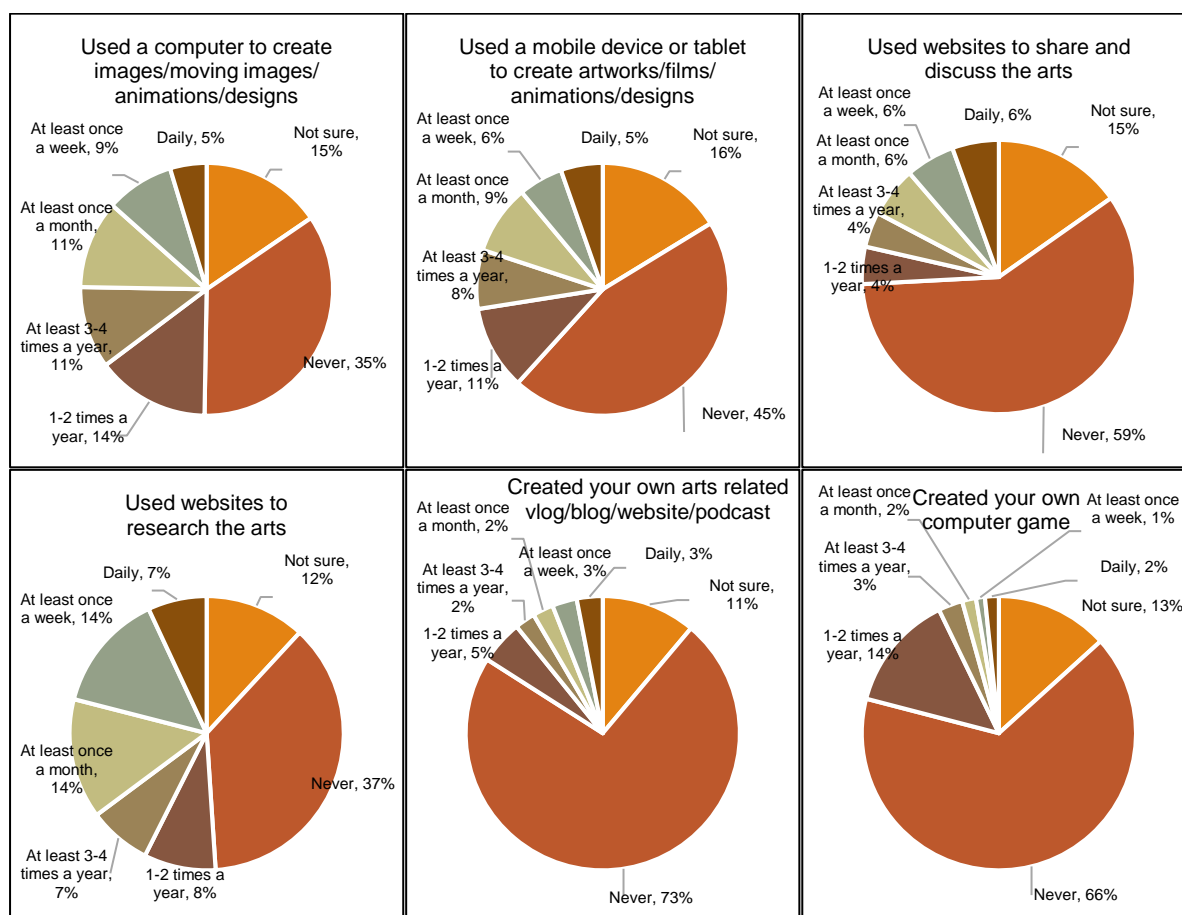 Used a computer to create
images/moving images/
animations/designs
At least once
a week, 9%
Daily, 5%
Not sure,
15%
At least once
a month,
11%
At least 3-4
times a year,
11%
Never, 35%
1-2 times a
year, 14%
Used a mobile device or tablet
to create artworks/films/
animations/designs
At least once
a week, 6%
Daily, 5%
Not sure,
16%
At least once
a month,
9%
At least 3-4
times a year,
8%
1-2 times a
year, 11%
Never, 45%
Used websites to share and
discuss the arts
At least once
a week, 6%
Daily, 6%
Not sure,
15%
At least once
a month, 6%
At least 3-4
times a year,
4%
1-2 times a
year, 4%
Never, 59%
Used websites to
research the arts
Daily, 7%
Not sure,
12%
At least once
a week, 14%
At least once
a month,
14%
Never, 37%
At least 3-4
times a year,
7%
1-2 times a
year, 8%
Created your own arts related
vlog/blog/website/podcast
At least once
a month, 2%
At least once
a week, 3%
Daily, 3%
Not sure,
11%
At least 3-4
times a year,
2%
1-2 times a
year, 5%
Never, 73%
Created your own
computer game
At least once
a month, 2%
At least once
a week, 1%
At least 3-4
times a year,
3%
Daily, 2%
Not sure, 13%
1-2 times a
year, 14%
Never, 66%